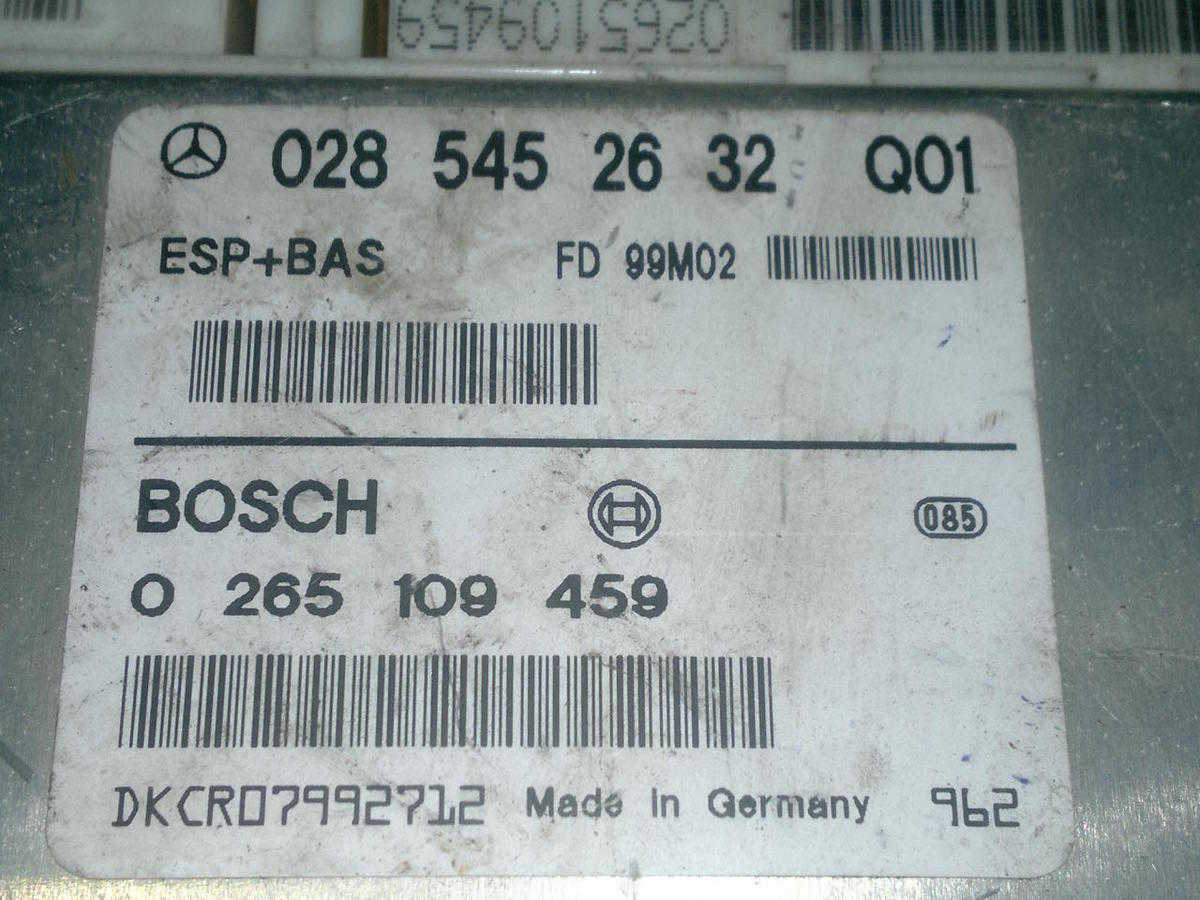 0265109459
028 545 26 32 Q01
ESP+BAS FD 99M02
BOSCH 085
0 265 109 459
DKCR07992712 Made in Germany 962